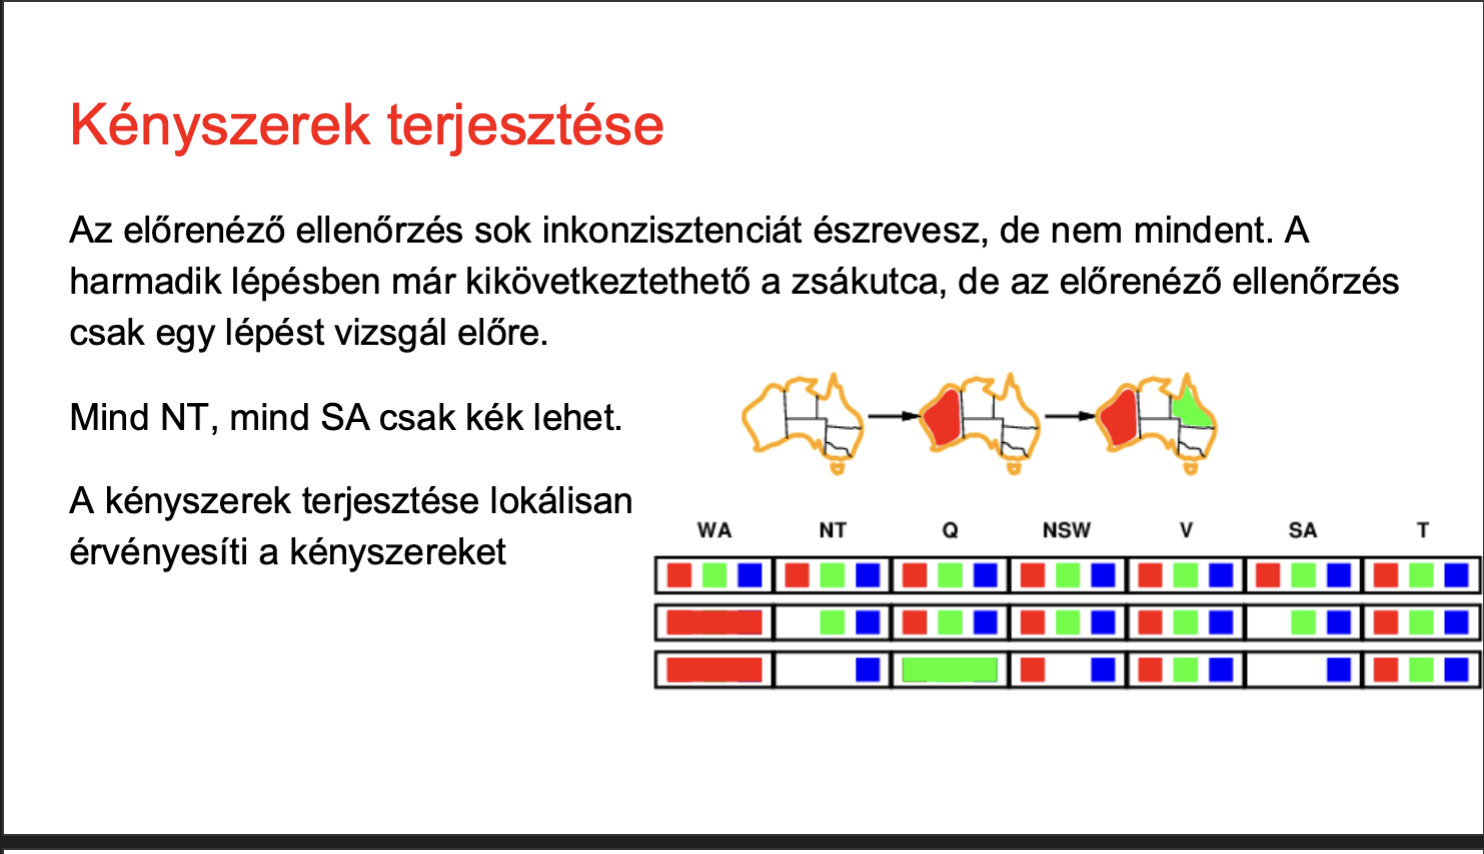 Kényszerek terjesztése
Az előrenéző ellenőrzés sok inkonzisztenciát észrevesz, de nem mindent. A
harmadik lépésben már kikövetkeztethető a zsákutca, de az előrenéző ellenőrzés
csak egy lépést vizsgál előre.
Mind NT, mind SA csak kék lehet.
A kényszerek terjesztése lokálisan
érvényesíti a kényszereket
WA NT Q NSW V SA T